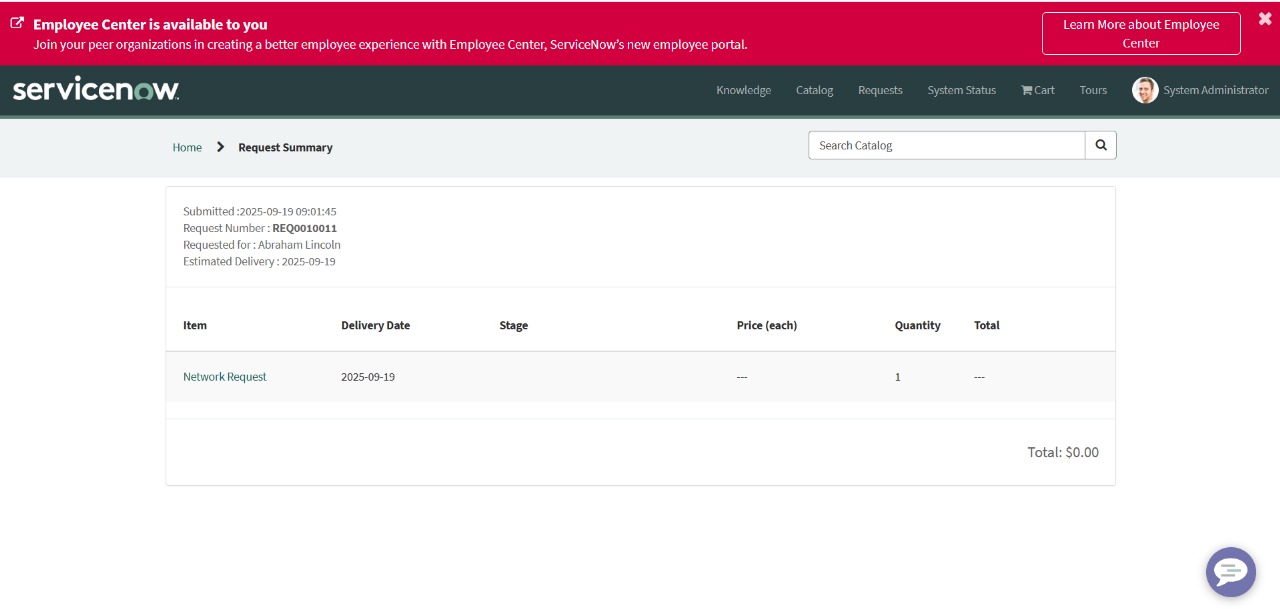 Employee Center is available to you
Join your peer organizations in creating a better employee experience with Employee Center, ServiceNow's new employee portal.
Learn More about Employee
Center
servicenow
Knowledge
Catalog
Requests
System Status
Cart
Tours
System Administrator
Home
Request Summary
Search Catalog
Submitted :2025-09-19 09:01:45
Request Number : REQ0010011
Requested for : Abraham Lincoln
Estimated Delivery : 2025-09-19
Item Delivery Date Stage Price (each) Quantity Total
Network Request 2025-09-19 --- 1 ---
Total: $0.00